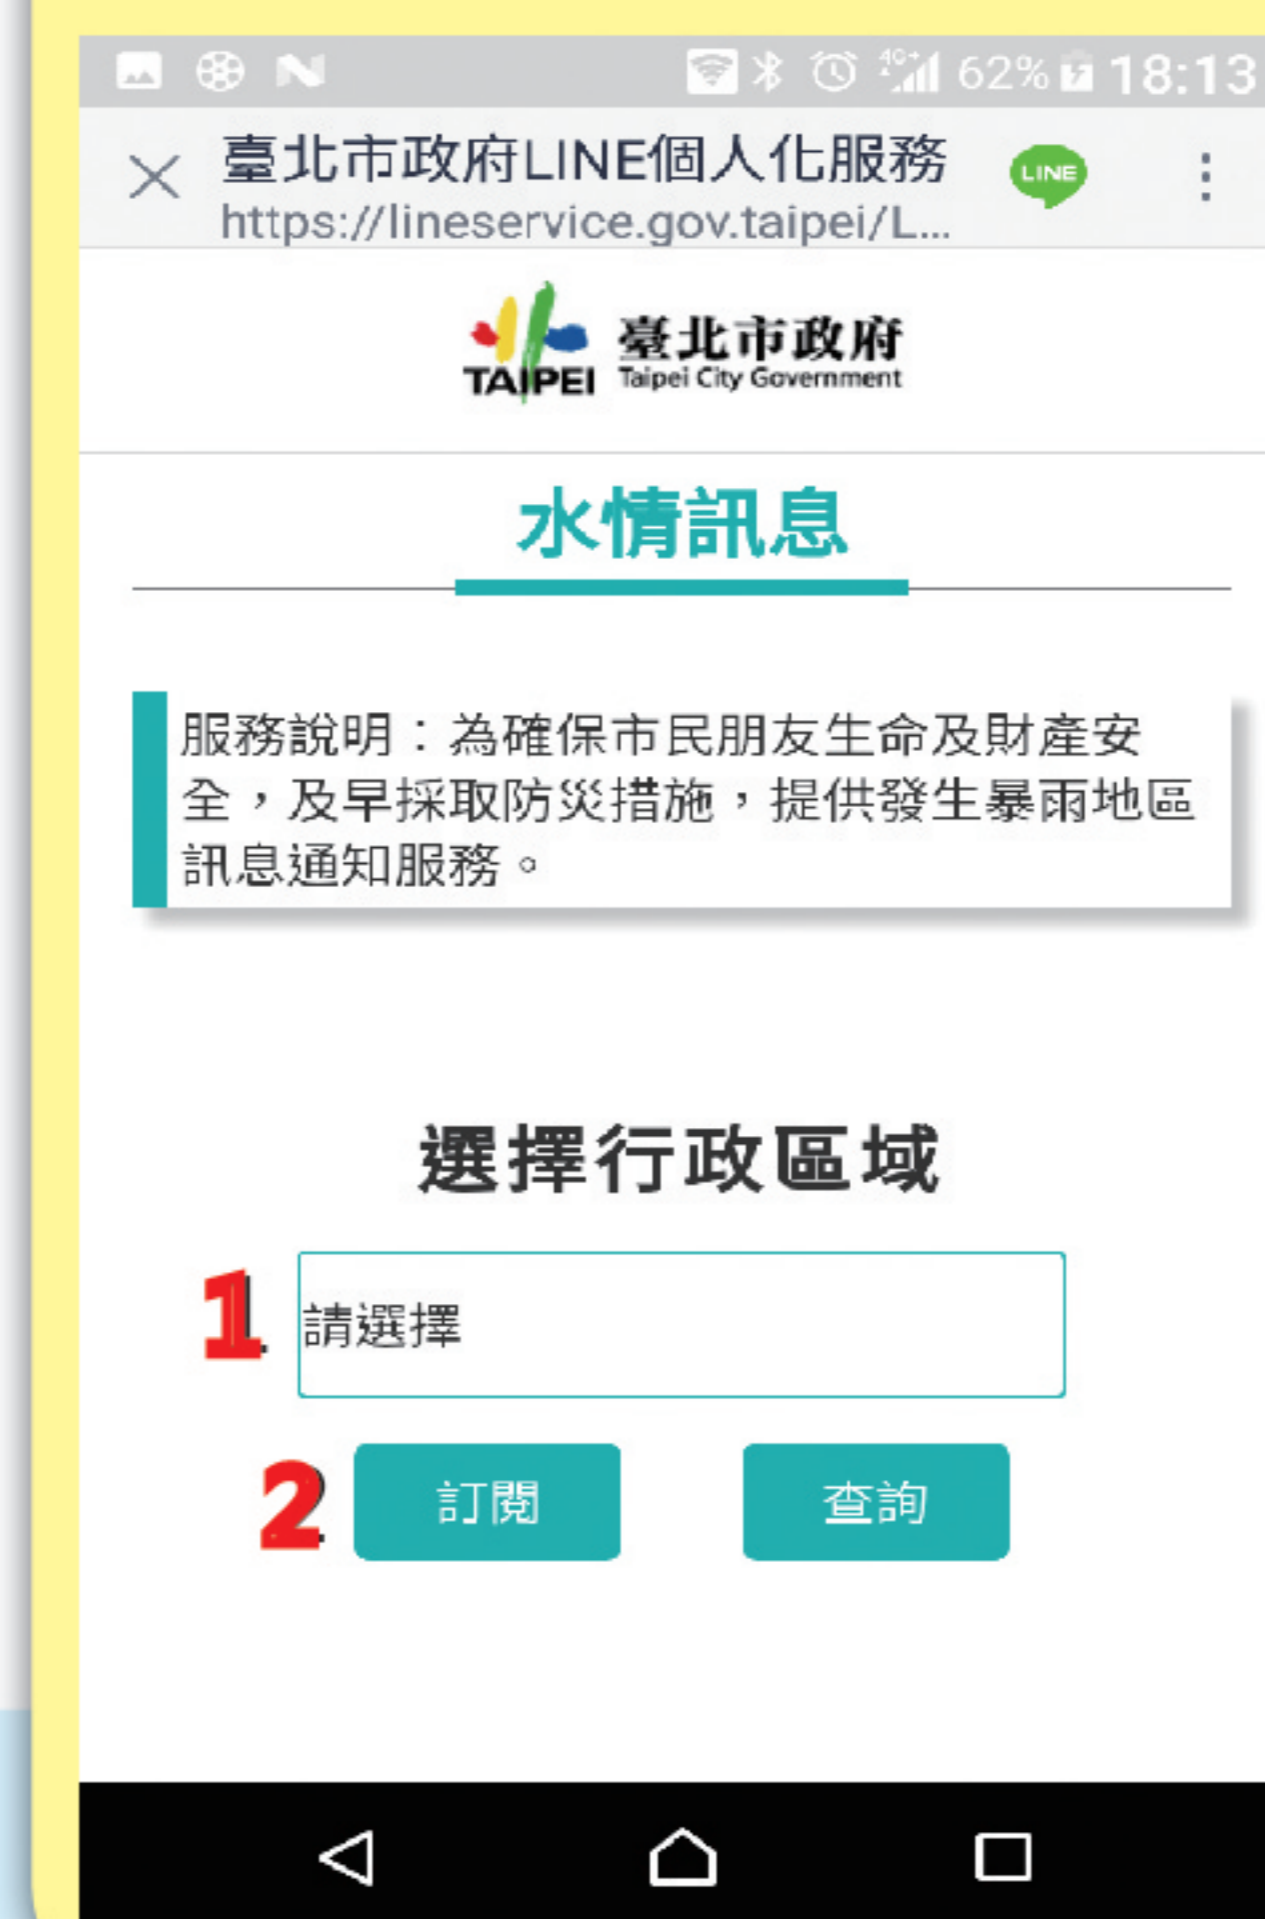 62% 18:13
臺北市政府LINE個人化服務
LINE
https://lineservice.gov.taipei/L...
臺北市政府
TAIPEI Taipei City Government
水情訊息
服務說明：為確保市民朋友生命及財產安
全，及早採取防災措施，提供發生暴雨地區
訊息通知服務。
選擇行政區域
1 請選擇
2 訂閱 查詢